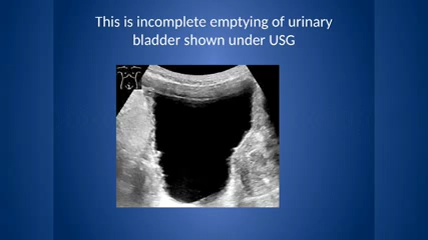 This is incomplete emptying of urinary
bladder shown under USG